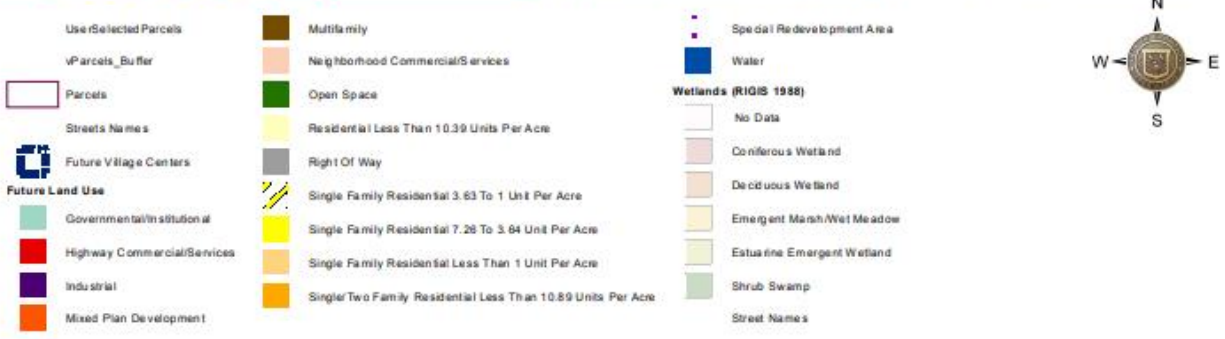 UserSelectedParcels
vParcels_Buffer
Parcels
Streets Names
Future Village Centers
Future Land Use
Governmental/Institutional
Highway Commercial/Services
Industrial
Mixed Plan Development
Multifamily
Neighborhood Commercial/Services
Open Space
Residential Less Than 10.39 Units Per Acre
Right Of Way
Single Family Residential 3.63 To 1 Unit Per Acre
Single Family Residential 7.26 To 3.64 Unit Per Acre
Single Family Residential Less Than 1 Unit Per Acre
Single/Two Family Residential Less Than 10.89 Units Per Acre
Special Redevelopment Area
Water
Wetlands (RIGIS 1988)
No Data
Coniferous Wetland
Deciduous Wetland
Emergent Marsh/Wet Meadow
Estuarine Emergent Wetland
Shrub Swamp
Street Names
N
W E
S